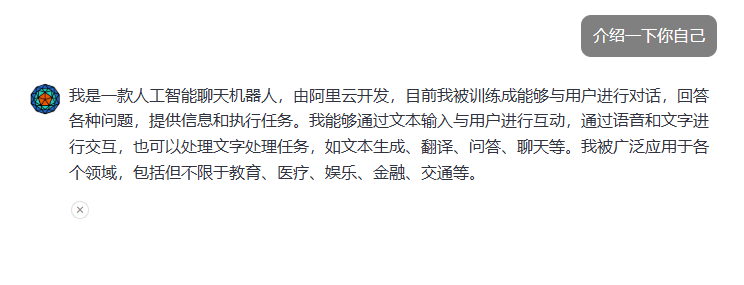 介绍一下你自己
我是一款人工智能聊天机器人，由阿里云开发，目前我被训练成能够与用户进行对话，回答
各种问题，提供信息和执行任务。我能够通过文本输入与用户进行互动，通过语音和文字进
行交互，也可以处理文字处理任务，如文本生成、翻译、问答、聊天等。我被广泛应用于各
个领域，包括但不限于教育、医疗、娱乐、金融、交通等。